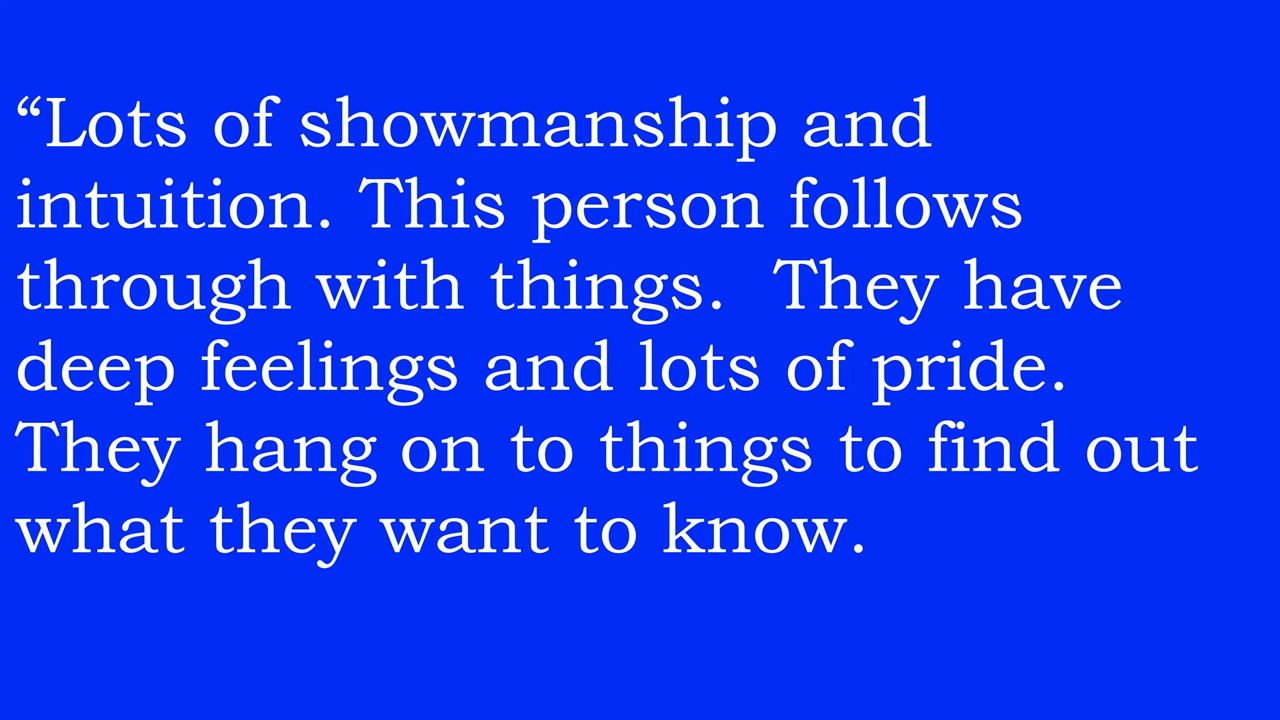 “Lots of showmanship and
intuition. This person follows
through with things.  They have
deep feelings and lots of pride.
They hang on to things to find out
what they want to know.